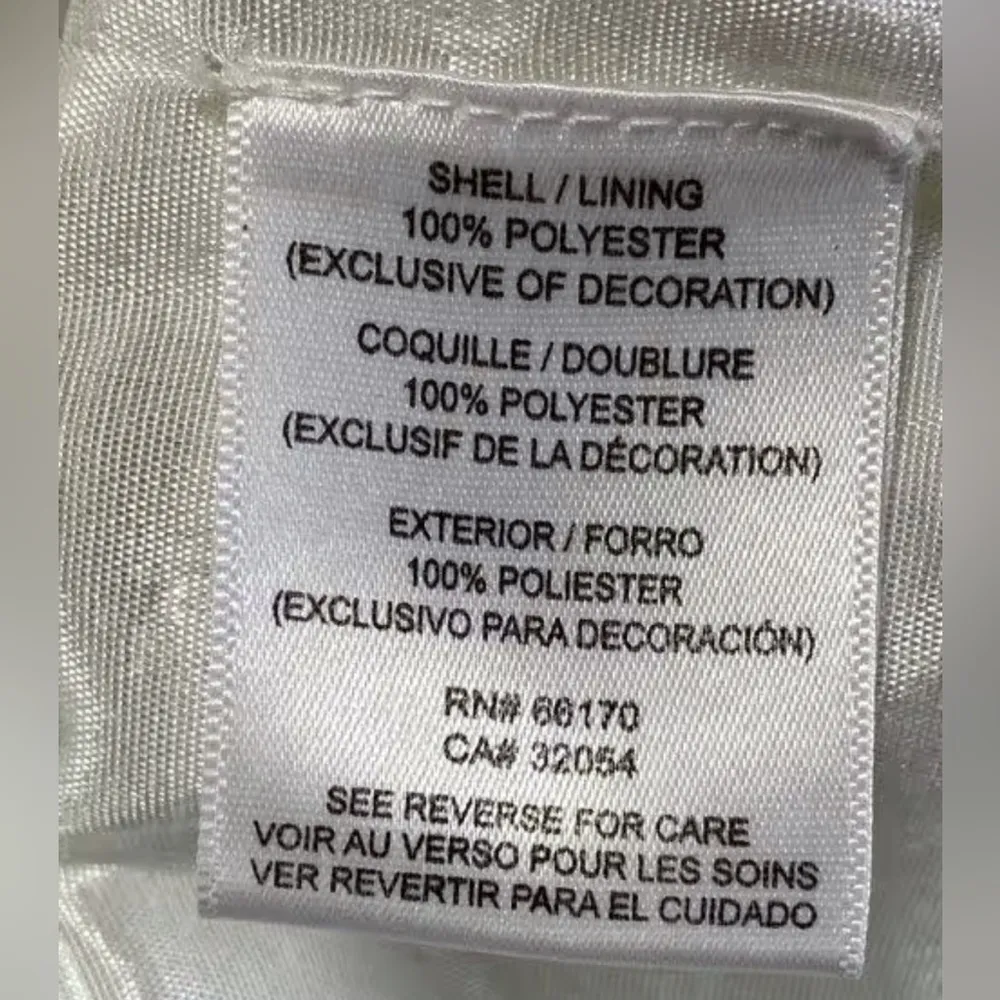 SHELL / LINING
100% POLYESTER
(EXCLUSIVE OF DECORATION)
COQUILLE / DOUBLURE
100% POLYESTER
(EXCLUSIF DE LA DÉCORATION)
EXTERIOR / FORRO
100% POLIESTER
(EXCLUSIVO PARA DECORACIÓN)
RN# 66170
CA# 32054
SEE REVERSE FOR CARE
VOIR AU VERSO POUR LES SOINS
VER REVERTIR PARA EL CUIDADO